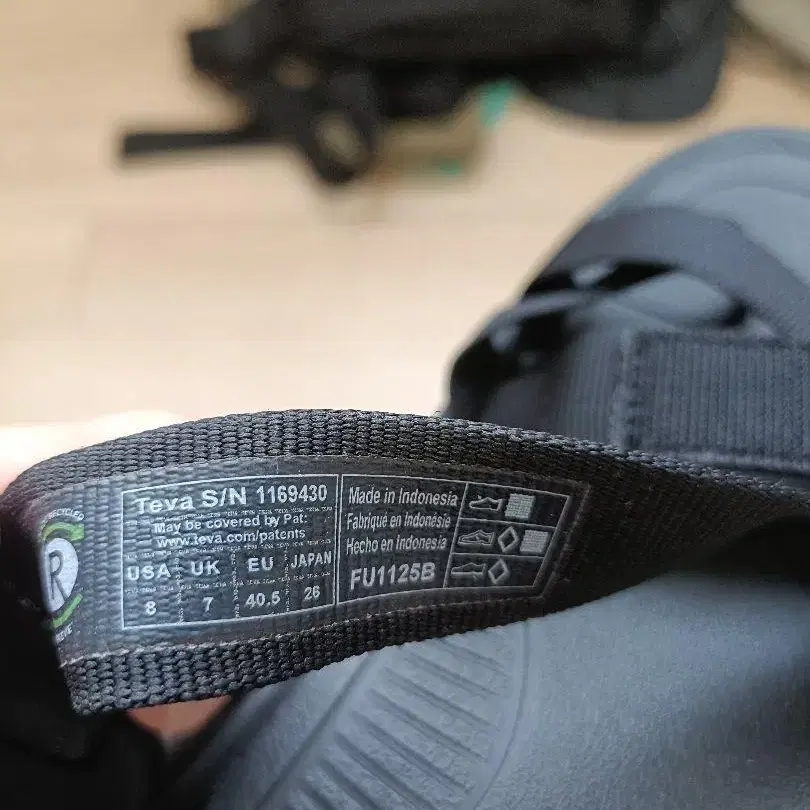 RECYCLED
R
Teva S/N 1169430
May be covered by Pat:
www.teva.com/patents
USA UK EU JAPAN
8 7 40.5 26
Made in Indonesia
Fabriqué en Indonésie
Hecho en Indonesia
FU1125B